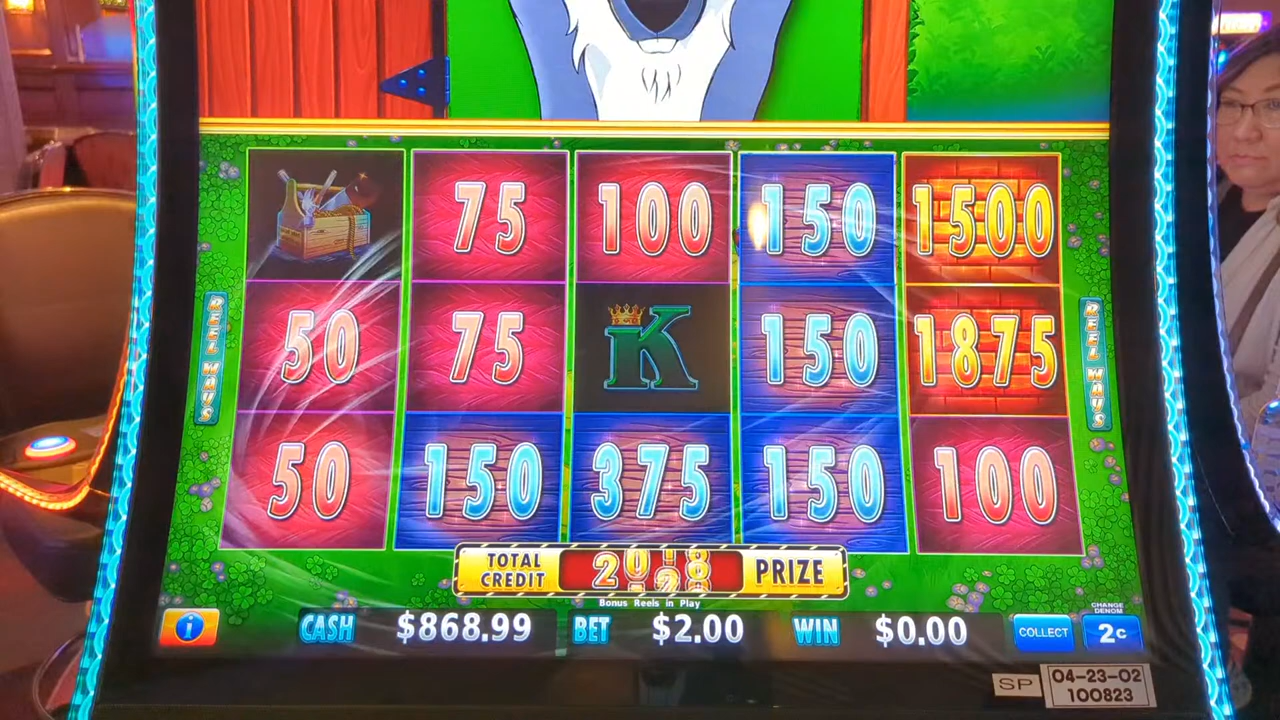 75 100 150 1500
50 75 K 150 1875
50 150 375 150 100
REEL WAYS
REEL WAYS
TOTAL CREDIT PRIZE
Bonus Reels in Play
CASH $868.99 BET $2.00 WIN $0.00
COLLECT
CHANGE DENOM
2¢
i
SP
04-23-02
100823